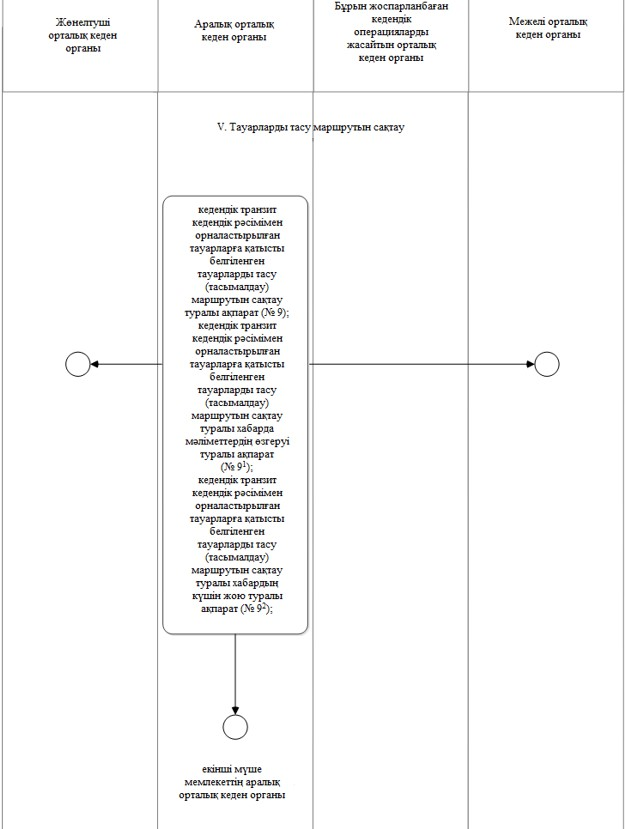 Жөнелтуші
орталық кеден
органы
Аралық орталық
кеден органы
Бұрын жоспарланбаған
кедендік
операцияларды
жасайтын орталық
кеден органы
Межелі орталық
кеден органы
V. Тауарларды тасу маршрутын сақтау
кедендік транзит
кедендік рәсімімен
орналастырылған
тауарларға қатысты
белгіленген
тауарларды тасу
(тасымалдау)
маршрутын сақтау
туралы ақпарат (№ 9);
кедендік транзит
кедендік рәсімімен
орналастырылған
тауарларға қатысты
белгіленген
тауарларды тасу
(тасымалдау)
маршрутын сақтау
туралы хабарда
мәліметтердің өзгеруі
туралы ақпарат
(№ 9¹);
кедендік транзит
кедендік рәсімімен
орналастырылған
тауарларға қатысты
белгіленген
тауарларды тасу
(тасымалдау)
маршрутын сақтау
туралы хабардың
күшін жою туралы
ақпарат (№ 9²);
екінші мүше
мемлекеттің аралық
орталық кеден органы